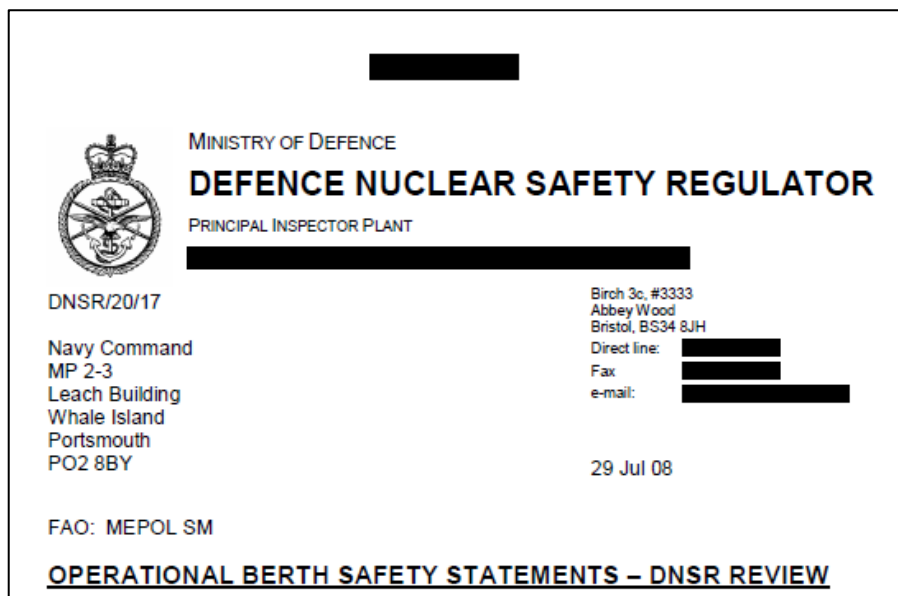 MINISTRY OF DEFENCE
DEFENCE NUCLEAR SAFETY REGULATOR
PRINCIPAL INSPECTOR PLANT
DNSR/20/17
Birch 3c, #3333
Abbey Wood
Bristol, BS34 8JH
Direct line:
Fax
e-mail:
Navy Command
MP 2-3
Leach Building
Whale Island
Portsmouth
PO2 8BY
29 Jul 08
FAO: MEPOL SM
OPERATIONAL BERTH SAFETY STATEMENTS – DNSR REVIEW